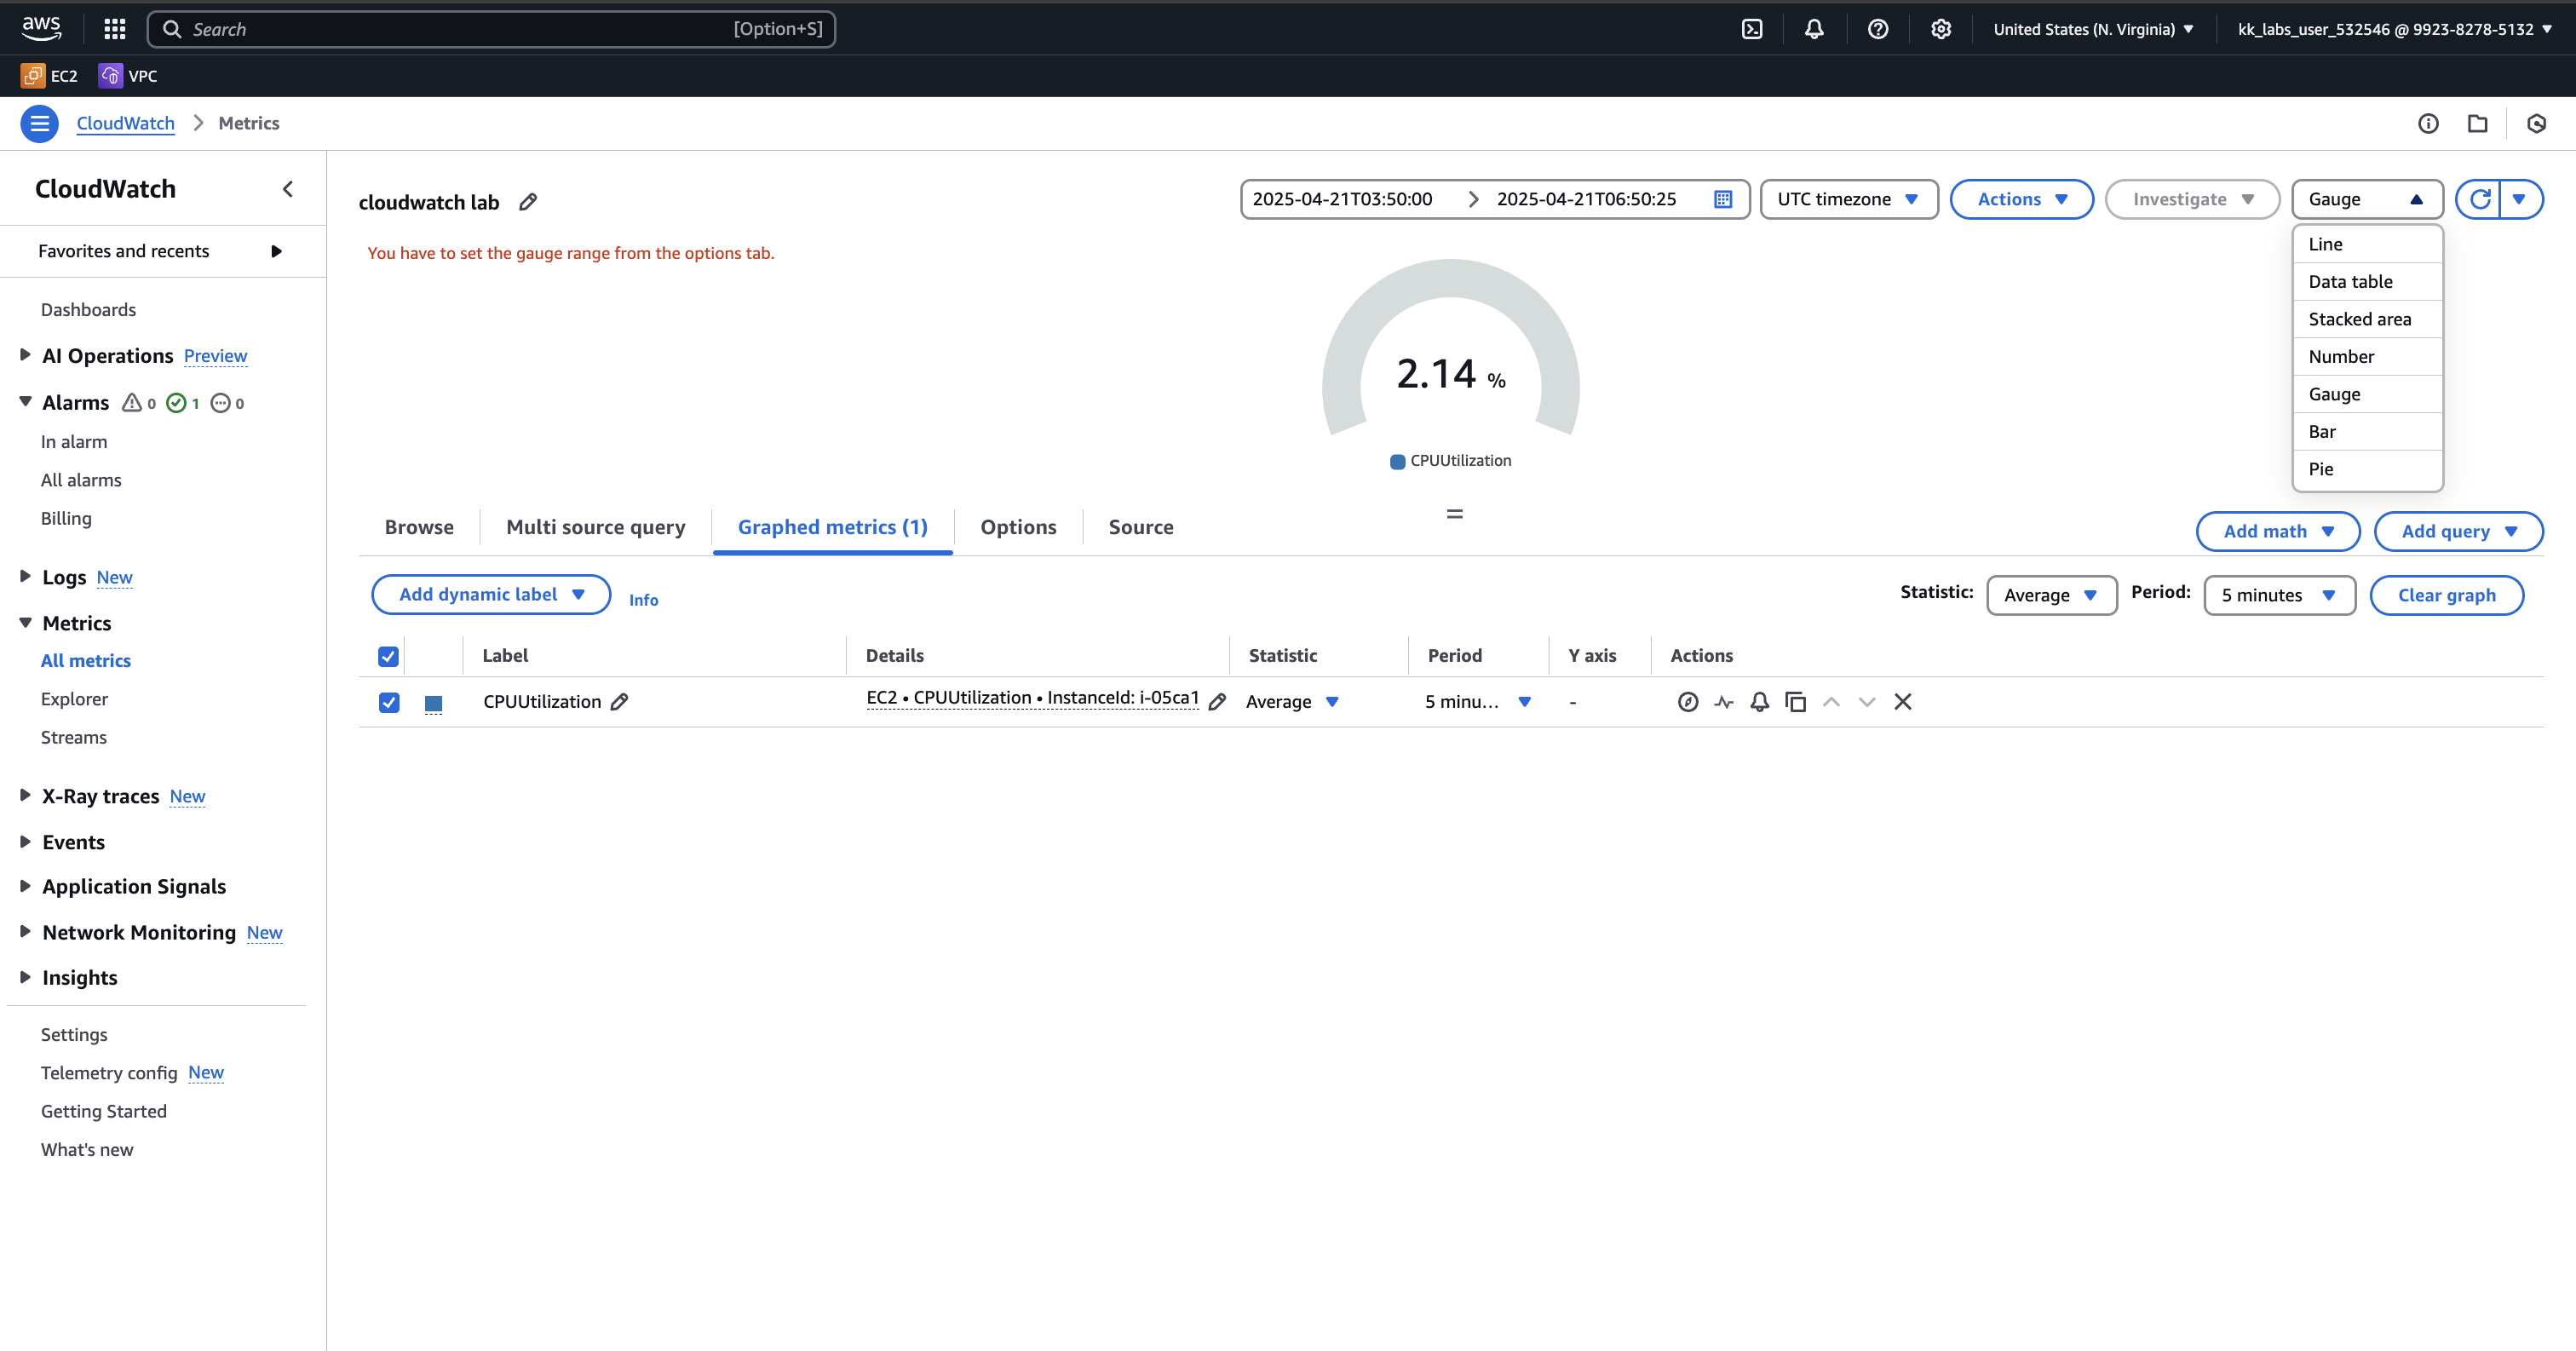 aws
Search [Option+S]
United States (N. Virginia) kk_labs_user_532546 @ 9923-8278-5132
EC2 VPC
CloudWatch Metrics
CloudWatch
Favorites and recents
Dashboards
AI Operations Preview
Alarms 0 1 0
In alarm
All alarms
Billing
Logs New
Metrics
All metrics
Explorer
Streams
X-Ray traces New
Events
Application Signals
Network Monitoring New
Insights
Settings
Telemetry config New
Getting Started
What's new
cloudwatch lab
2025-04-21T03:50:00 2025-04-21T06:50:25
UTC timezone
Actions
Investigate
Gauge
Line
Data table
Stacked area
Number
Gauge
Bar
Pie
You have to set the gauge range from the options tab.
2.14 %
CPUUtilization
Browse Multi source query Graphed metrics (1) Options Source
Add math Add query
Add dynamic label Info
Statistic: Average Period: 5 minutes Clear graph
Label Details Statistic Period Y axis Actions
CPUUtilization EC2 • CPUUtilization • InstanceId: i-05ca1 Average 5 minu... -